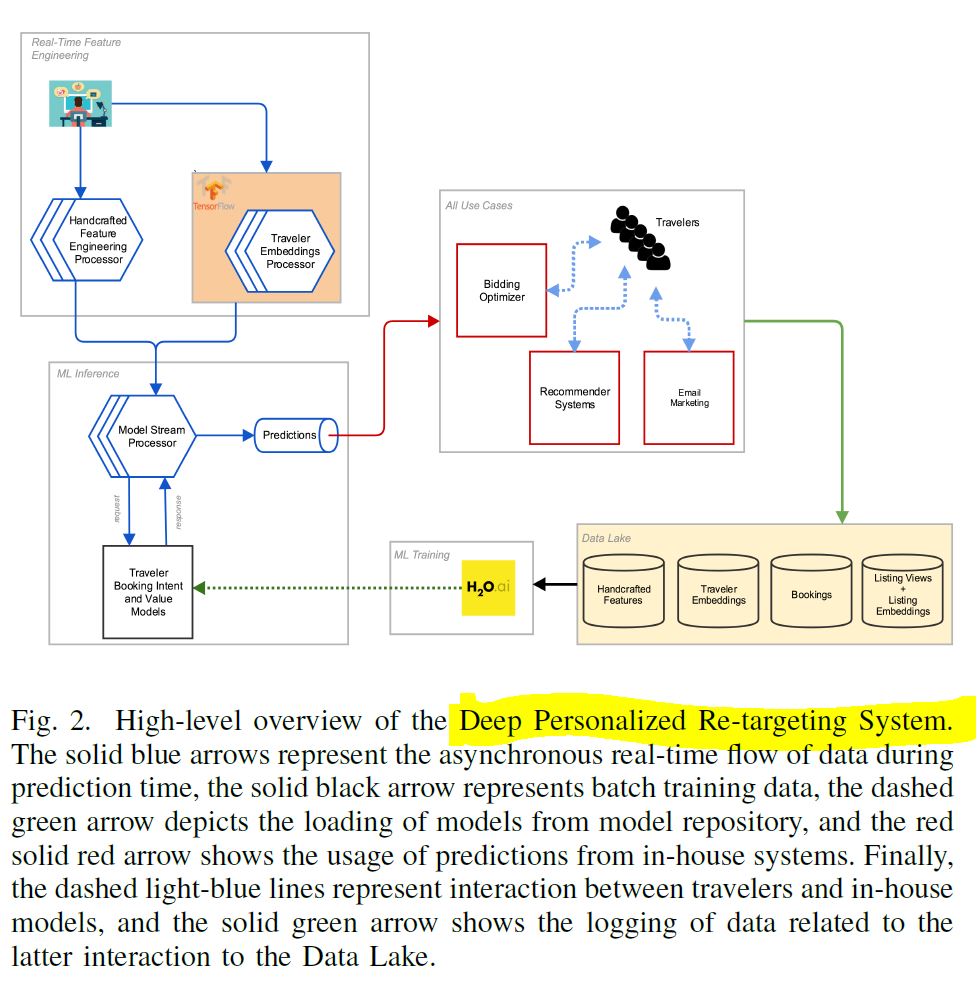 Real-Time Feature
Engineering
TensorFlow
Handcrafted
Feature
Engineering
Processor
Traveler
Embeddings
Processor
All Use Cases
Travelers
Bidding
Optimizer
Recommender
Systems
Email
Marketing
ML Inference
Model Stream
Processor
Predictions
request
response
Traveler
Booking Intent
and Value
Models
ML Training
H2O.ai
Data Lake
Handcrafted
Features
Traveler
Embeddings
Bookings
Listing Views
+
Listing
Embeddings
Fig. 2. High-level overview of the Deep Personalized Re-targeting System.
The solid blue arrows represent the asynchronous real-time flow of data during
prediction time, the solid black arrow represents batch training data, the dashed
green arrow depicts the loading of models from model repository, and the red
solid red arrow shows the usage of predictions from in-house systems. Finally,
the dashed light-blue lines represent interaction between travelers and in-house
models, and the solid green arrow shows the logging of data related to the
latter interaction to the Data Lake.